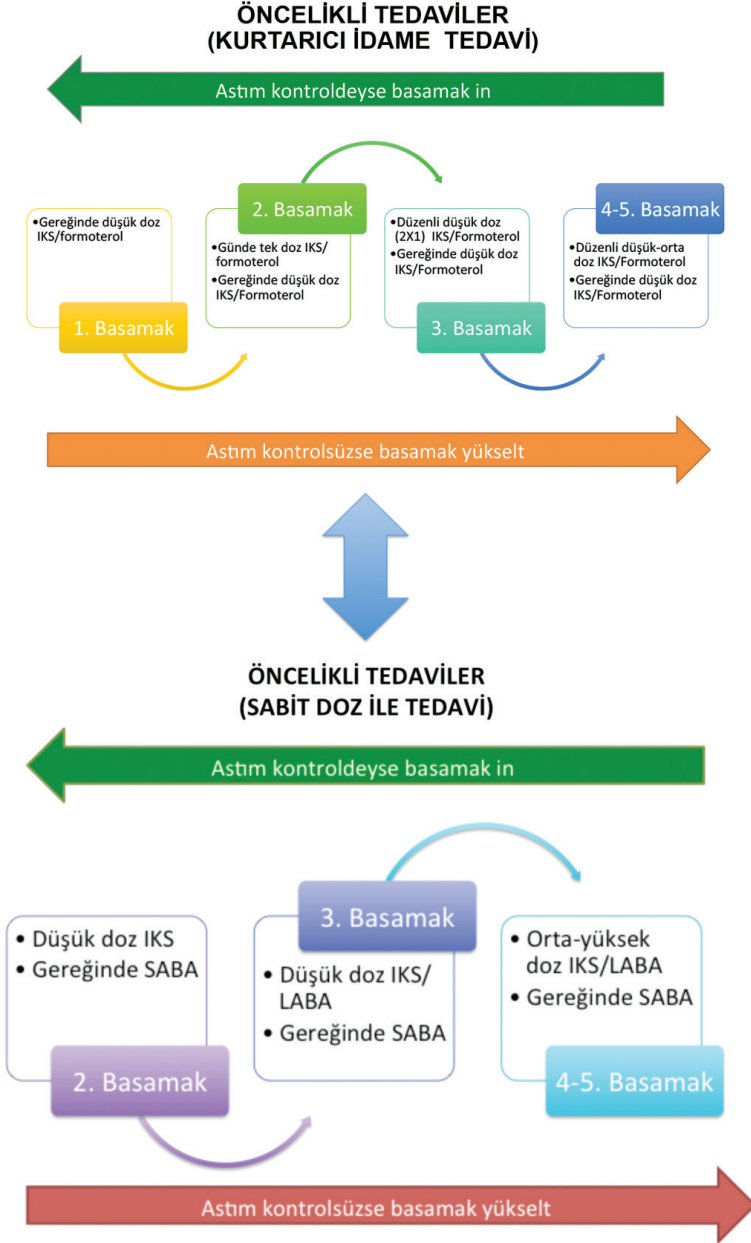 ÖNCELİKLİ TEDAVİLER
(KURTARICI İDAME TEDAVİ)
Astım kontroldeyse basamak in
•Gereğinde düşük doz
IKS/formoterol
1. Basamak
2. Basamak
•Günde tek doz IKS/
formoterol
•Gereğinde düşük doz
IKS/Formoterol
•Düzenli düşük doz
(2X1) IKS/Formoterol
•Gereğinde düşük doz
IKS/Formoterol
3. Basamak
4-5. Basamak
•Düzenli düşük-orta
doz IKS/Formoterol
•Gereğinde düşük doz
IKS/Formoterol
Astım kontrolsüzse basamak yükselt
ÖNCELİKLİ TEDAVİLER
(SABİT DOZ İLE TEDAVİ)
Astım kontroldeyse basamak in
• Düşük doz IKS
• Gereğinde SABA
2. Basamak
3. Basamak
• Düşük doz IKS/
LABA
• Gereğinde SABA
• Orta-yüksek
doz IKS/LABA
• Gereğinde SABA
4-5. Basamak
Astım kontrolsüzse basamak yükselt